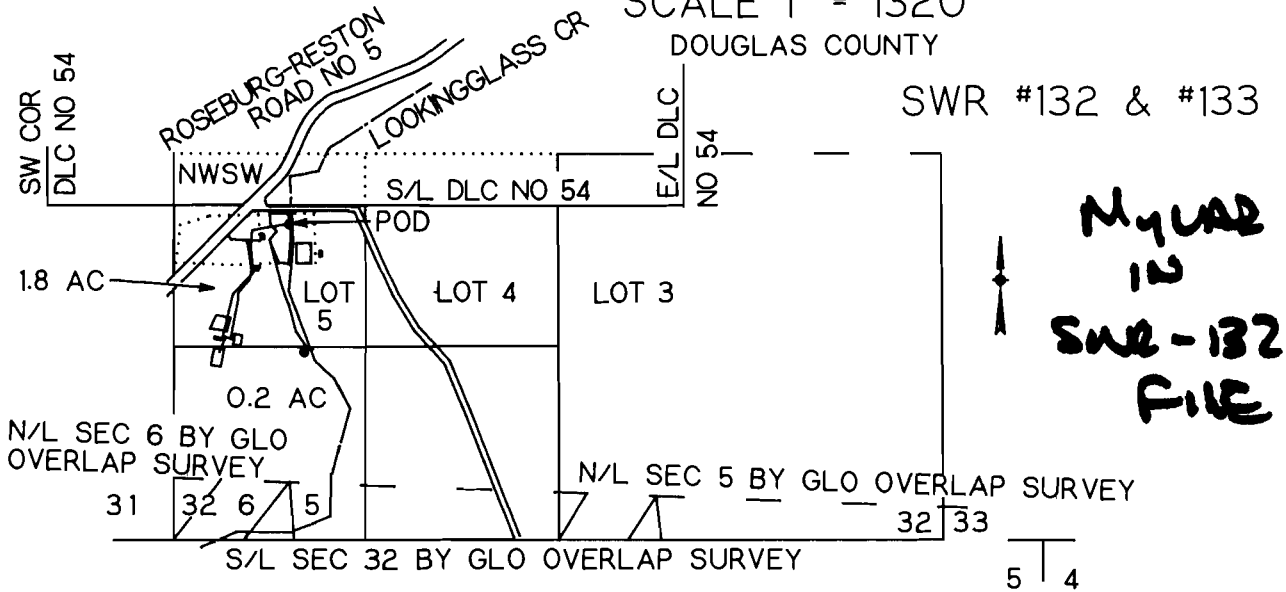 SCALE 1" = 1320'
DOUGLAS COUNTY
SWR #132 & #133
ROSEBURG-RESTON
ROAD NO 5
LOOKINGGLASS CR
SW COR
DLC NO 54
NWSW
S/L DLC NO 54
E/L DLC
NO 54
POD
1.8 AC
LOT
5
LOT 4
LOT 3
IN
SWR-132
FILE
0.2 AC
N/L SEC 6 BY GLO
OVERLAP SURVEY
N/L SEC 5 BY GLO OVERLAP SURVEY
31 32 6 5
32 33
S/L SEC 32 BY GLO OVERLAP SURVEY
5 4